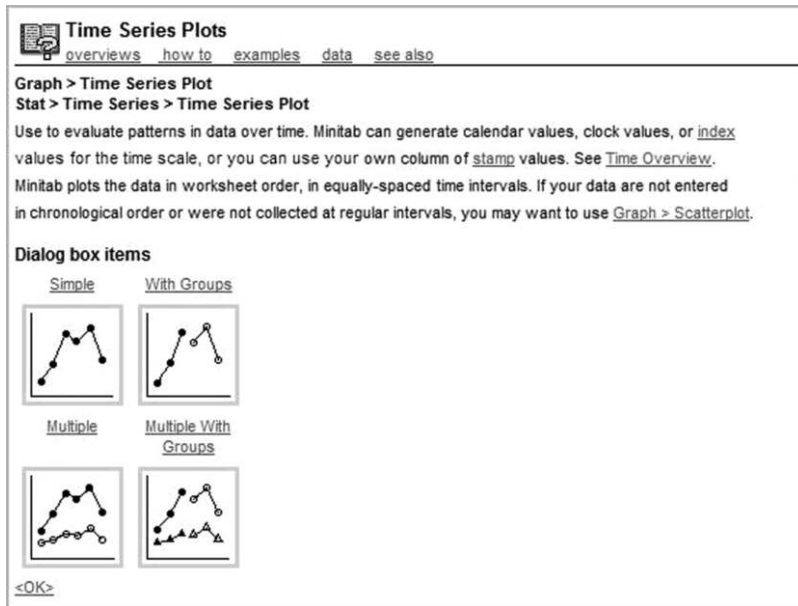 Time Series Plots
overviews how to examples data see also
Graph > Time Series Plot
Stat > Time Series > Time Series Plot
Use to evaluate patterns in data over time. Minitab can generate calendar values, clock values, or index
values for the time scale, or you can use your own column of stamp values. See Time Overview.
Minitab plots the data in worksheet order, in equally-spaced time intervals. If your data are not entered
in chronological order or were not collected at regular intervals, you may want to use Graph > Scatterplot.
Dialog box items
Simple With Groups
Multiple Multiple With
Groups
<OK>